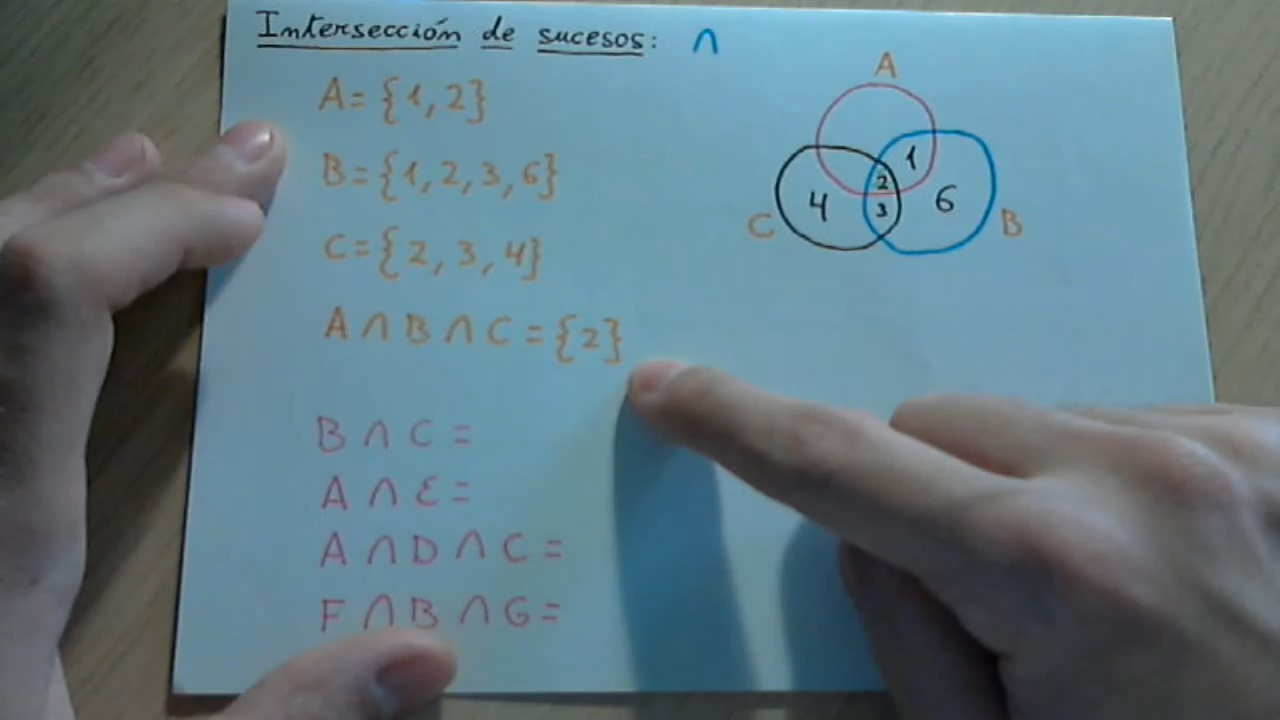 Intersección de sucesos: ∩
A={1,2}
B={1,2,3,6}
C={2,3,4}
A∩B∩C={2}
B∩C=
A∩E=
A∩D∩C=
F∩B∩G=
A
1
2
4
3
6
C
B